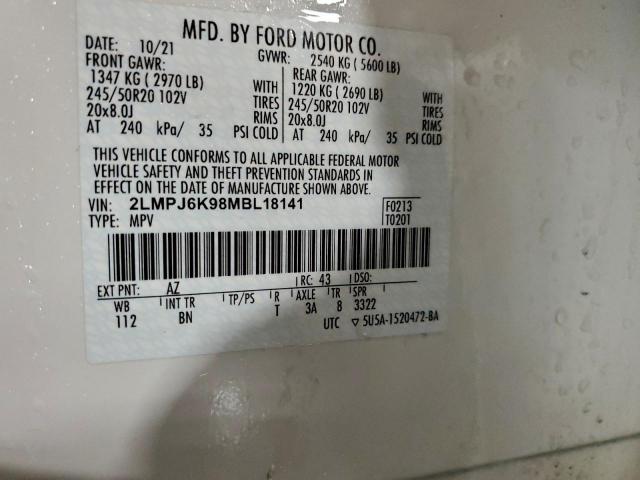 MFD. BY FORD MOTOR CO.
DATE: 10/21 GVWR: 2540 KG ( 5600 LB)
FRONT GAWR: REAR GAWR:
1347 KG ( 2970 LB) WITH 1220 KG ( 2690 LB) WITH
245/50R20 102V TIRES 245/50R20 102V TIRES
20x8.0J RIMS 20x8.0J RIMS
AT 240 kPa/ 35 PSI COLD AT 240 kPa/ 35 PSI COLD
THIS VEHICLE CONFORMS TO ALL APPLICABLE FEDERAL MOTOR
VEHICLE SAFETY AND THEFT PREVENTION STANDARDS IN
EFFECT ON THE DATE OF MANUFACTURE SHOWN ABOVE.
VIN: 2LMPJ6K98MBL18141 F0213
TYPE: MPV T0201
EXT PNT: AZ RC: 43 DSO:
WB INT TR TP/PS R AXLE TR SPR
112 BN T 3A 8 3322
UTC ▽ 5U5A-1520472-BA